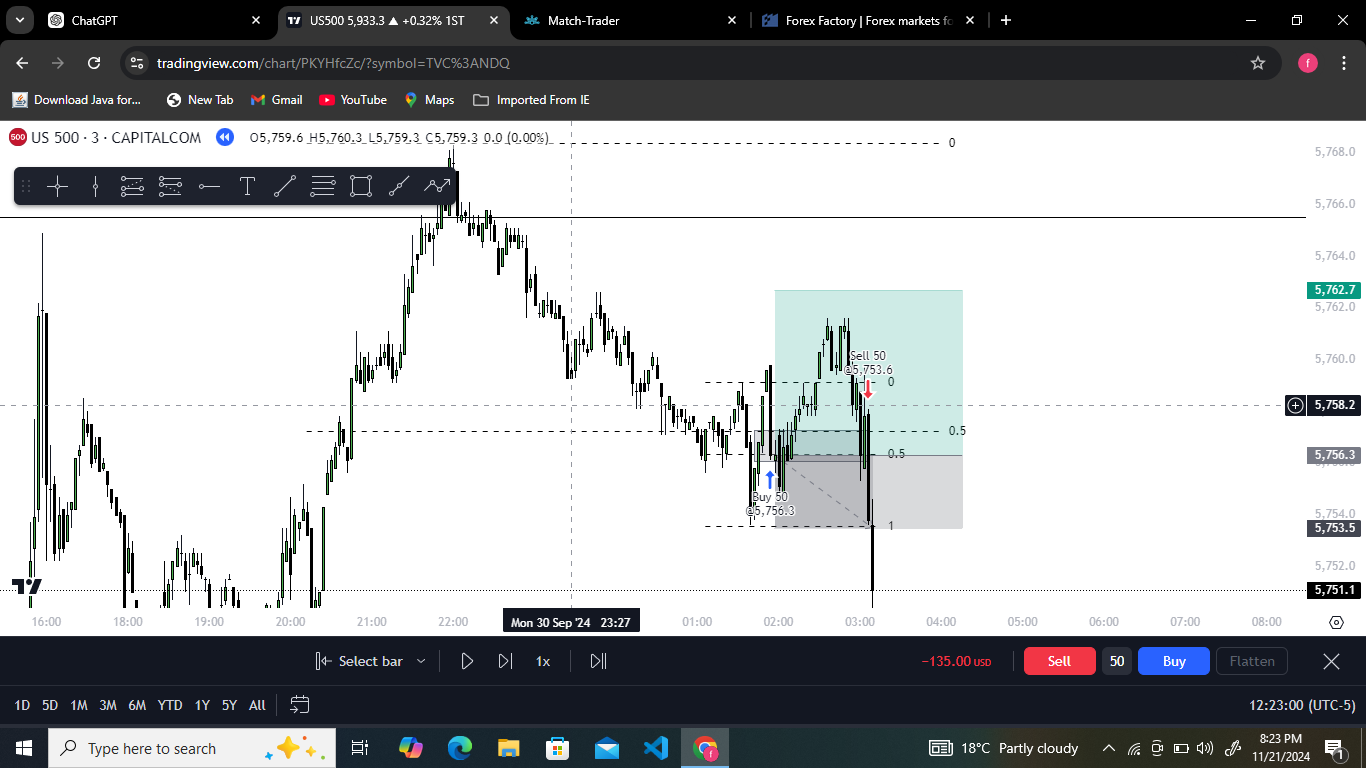 ChatGPT
US500 5,933.3 ▲ +0.32% 1ST
Match-Trader
Forex Factory | Forex markets fo
tradingview.com/chart/PKYHfcZc/?symbol=TVC%3ANDQ
f
Download Java for...
New Tab
Gmail
YouTube
Maps
Imported From IE
500 US 500 · 3 · CAPITALCOM
O5,759.6 H5,760.3 L5,759.3 C5,759.3 0.0 (0.00%)
0
5,768.0
T
5,766.0
5,764.0
5,762.7
5,762.0
Sell 50
@5,753.6
5,760.0
0
5,758.2
0.5
0.5
5,756.3
Buy 50
@5,756.3
5,754.0
1
5,753.5
5,752.0
5,751.1
16:00
18:00
19:00
20:00
21:00
22:00
Mon 30 Sep '24 23:27
01:00
02:00
03:00
04:00
05:00
06:00
07:00
08:00
Select bar
1x
−135.00 USD
Sell
50
Buy
Flatten
1D 5D 1M 3M 6M YTD 1Y 5Y All
12:23:00 (UTC-5)
Type here to search
18°C Partly cloudy
8:23 PM
11/21/2024
1